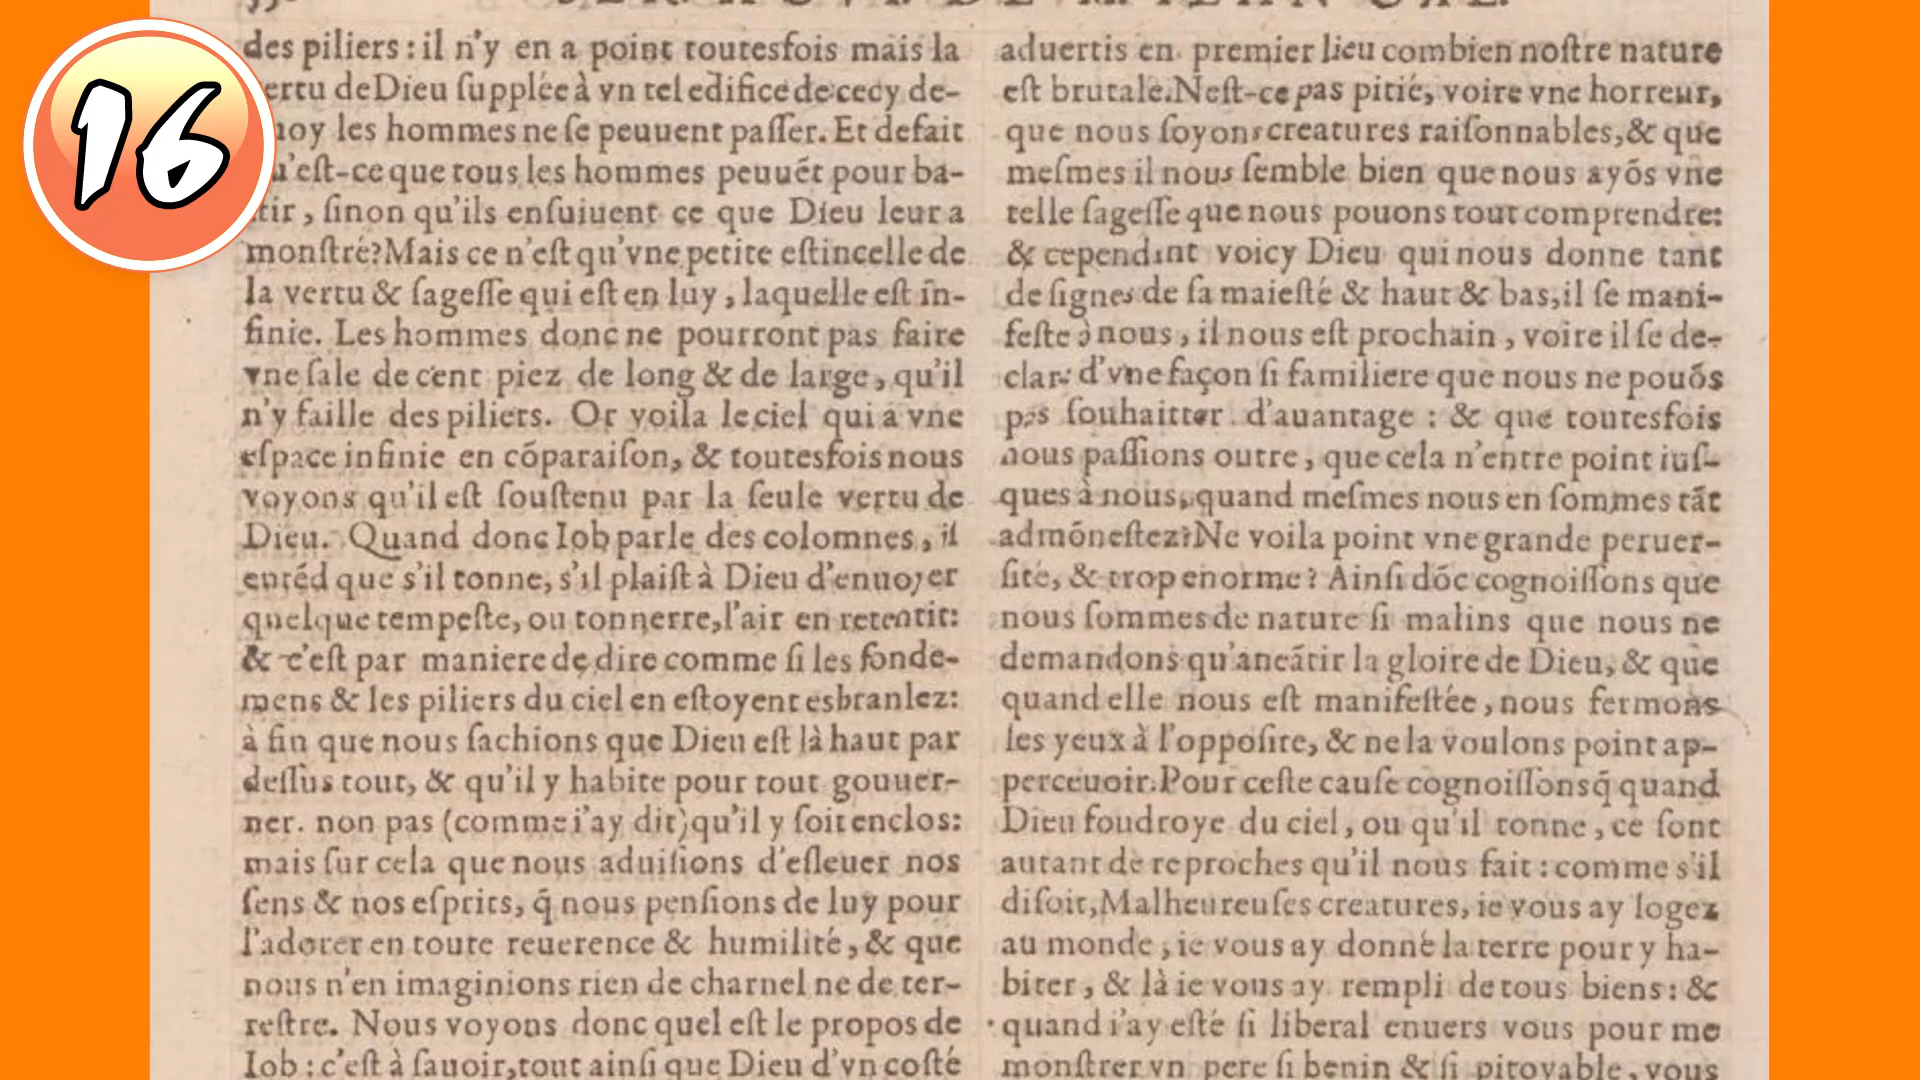 16
des piliers : il n'y en a point toutesfois mais la
ertu de Dieu ſupplée à vn tel edifice de cecy de-
noy les hommes ne ſe peuuent paſſer. Et defait
u'eſt-ce que tous les hommes peuuẽt pour ba-
tir, ſinon qu'ils enſuiuent ce que Dieu leur a
monſtré? Mais ce n'eſt qu'vne petite eſtincelle de
la vertu & ſageſſe qui eſt en luy, laquelle eſt in-
finie. Les hommes donc ne pourront pas faire
vne ſale de cent piez de long & de large, qu'il
n'y faille des piliers. Or voila le ciel qui a vne
eſpace infinie en cõparaiſon, & toutesfois nous
voyons qu'il eſt ſouſtenu par la ſeule vertu de
Dieu. Quand donc Iob parle des colomnes, il
entẽd que s'il tonne, s'il plaiſt à Dieu d'enuoyer
quelque tempeſte, ou tonnerre, l'air en retentit:
& c'eſt par maniere de dire comme ſi les fonde-
mens & les piliers du ciel en eſtoyent esbranlez:
à fin que nous ſachions que Dieu eſt là haut par
deſſus tout, & qu'il y habite pour tout gouuer-
ner. non pas (comme i'ay dit) qu'il y ſoit enclos:
mais ſur cela que nous aduiſions d'eſleuer nos
ſens & nos eſprits, q̃ nous penſions de luy pour
l'adorer en toute reuerence & humilité, & que
nous n'en imaginions rien de charnel ne de ter-
reſtre. Nous voyons donc quel eſt le propos de
Iob : c'eſt à ſauoir, tout ainſi que Dieu d'vn coſté
aduertis en premier lieu combien noſtre nature
eſt brutale. N'eſt-ce pas pitié, voire vne horreur,
que nous ſoyons creatures raiſonnables, & que
meſmes il nous ſemble bien que nous ayõs vne
telle ſageſſe que nous pouons tout comprendre:
& cependant voicy Dieu qui nous donne tant
de ſignes de ſa maieſté & haut & bas, il ſe mani-
feſte à nous, il nous eſt prochain, voire il ſe de-
clare d'vne façon ſi familiere que nous ne pouõs
pas ſouhaitter d'auantage : & que toutesfois
nous paſſions outre, que cela n'entre point iuſ-
ques à nous, quand meſmes nous en ſommes tãt
admõneſtez? Ne voila point vne grande peruer-
ſité, & trop enorme? Ainſi dõc cognoiſſons que
nous ſommes de nature ſi malins que nous ne
demandons qu'aneãtir la gloire de Dieu, & que
quand elle nous eſt manifeſtée, nous fermons
les yeux à l'oppoſite, & ne la voulons point ap-
perceuoir. Pour ceſte cauſe cognoiſſons q̃ quand
Dieu foudroye du ciel, ou qu'il tonne, ce ſont
autant de reproches qu'il nous fait : comme s'il
diſoit, Malheureuſes creatures, ie vous ay logez
au monde, ie vous ay donné la terre pour y ha-
biter, & là ie vous ay rempli de tous biens : &
quand i'ay eſté ſi liberal enuers vous pour me
monſtrer vn pere ſi benin & ſi pitoyable, vous